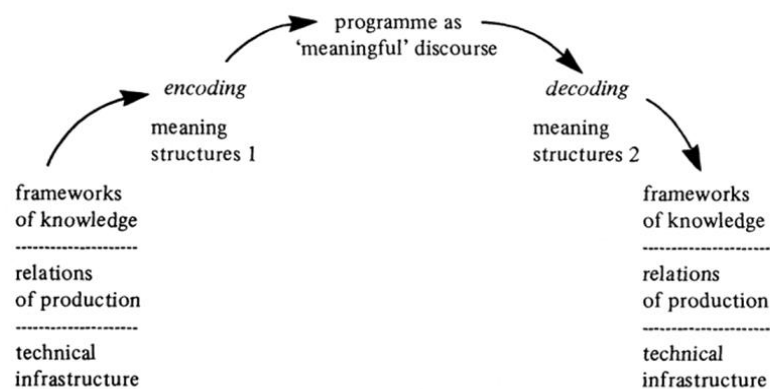 programme as
‘meaningful’ discourse
encoding
meaning
structures 1
decoding
meaning
structures 2
frameworks
of knowledge
relations
of production
technical
infrastructure
frameworks
of knowledge
relations
of production
technical
infrastructure